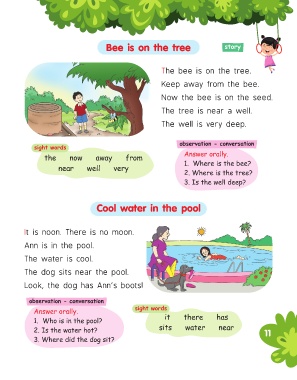 Bee is on the tree
story
The bee is on the tree.
Keep away from the bee.
Now the bee is on the seed.
The tree is near a well.
The well is very deep.
sight words
the now away from
near well very
observation - conversation
Answer orally.
1. Where is the bee?
2. Where is the tree?
3. Is the well deep?
Cool water in the pool
It is noon. There is no moon.
Ann is in the pool.
The water is cool.
The dog sits near the pool.
Look, the dog has Ann's boots!
observation - conversation
Answer orally.
1. Who is in the pool?
2. Is the water hot?
3. Where did the dog sit?
sight words
it there has
sits water near
11